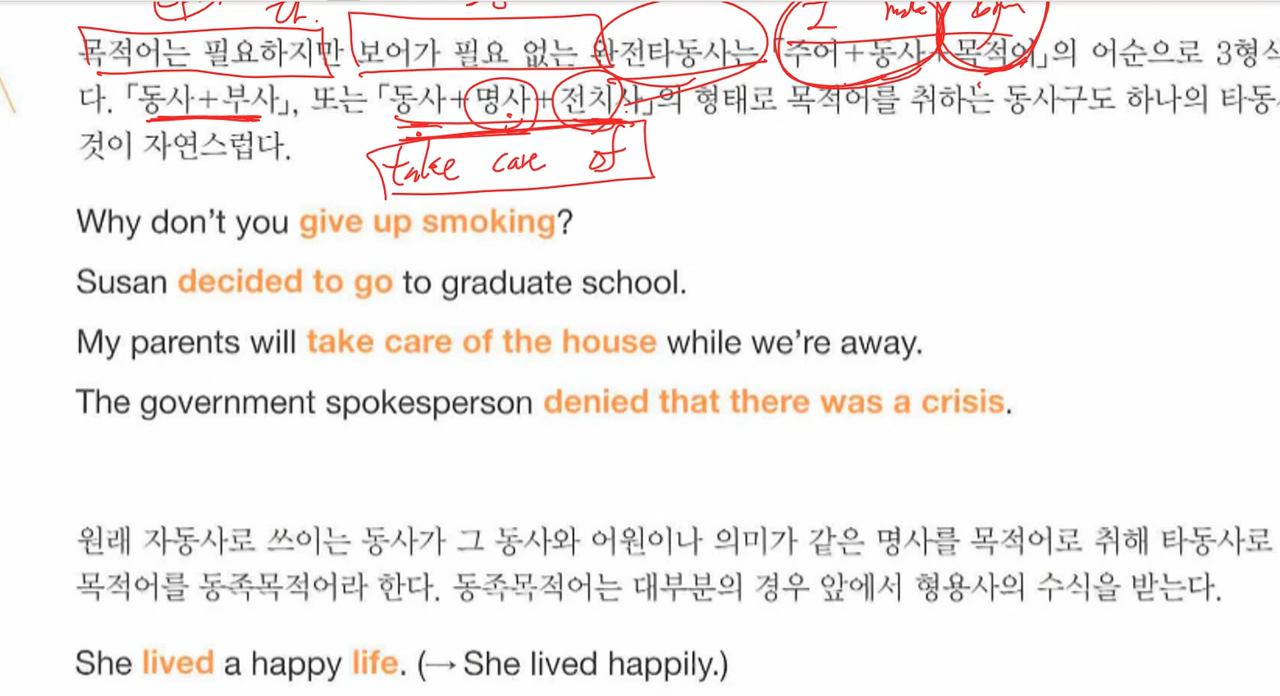 목적어는 필요하지만 보어가 필요 없는 완전타동사는 「주어+동사+목적어」의 어순으로 3형식
다. 「동사+부사」, 또는 「동사+명사+전치사」의 형태로 목적어를 취하는 동사구도 하나의 타동
것이 자연스럽다.
take care of
Why don't you give up smoking?
Susan decided to go to graduate school.
My parents will take care of the house while we're away.
The government spokesperson denied that there was a crisis.
원래 자동사로 쓰이는 동사가 그 동사와 어원이나 의미가 같은 명사를 목적어로 취해 타동사로
목적어를 동족목적어라 한다. 동족목적어는 대부분의 경우 앞에서 형용사의 수식을 받는다.
She lived a happy life. (→ She lived happily.)